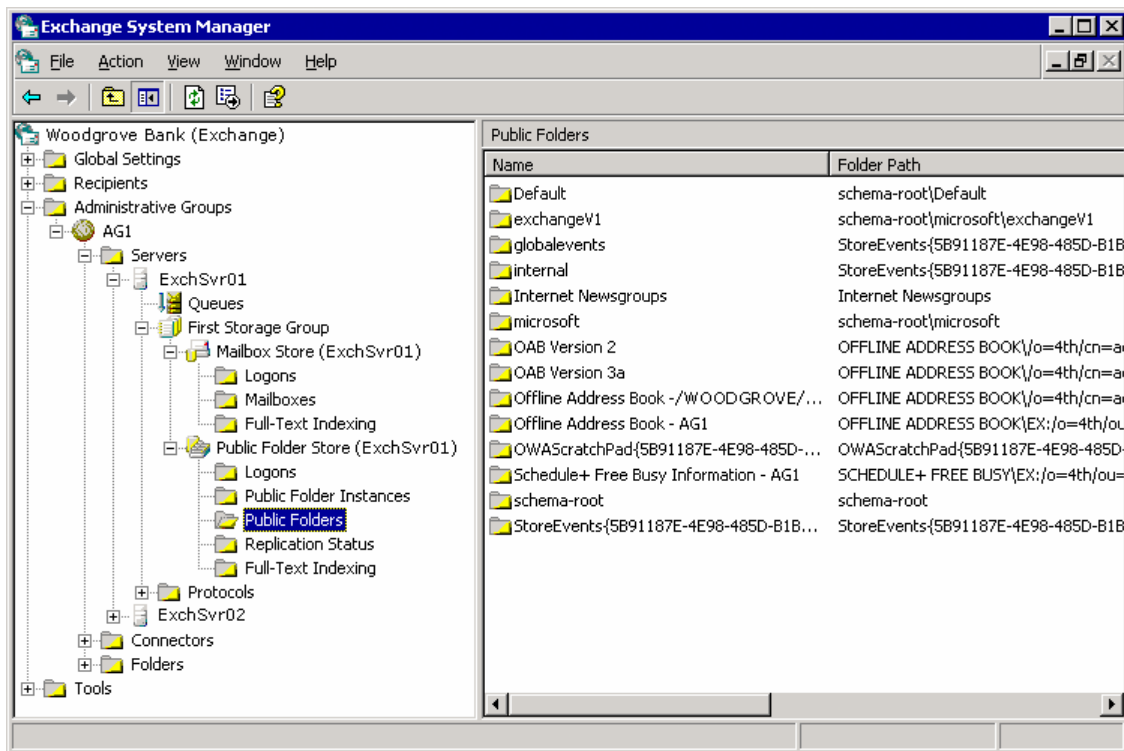 Exchange System Manager
File Action View Window Help
Woodgrove Bank (Exchange)
Global Settings
Recipients
Administrative Groups
AG1
Servers
ExchSvr01
Queues
First Storage Group
Mailbox Store (ExchSvr01)
Logons
Mailboxes
Full-Text Indexing
Public Folder Store (ExchSvr01)
Logons
Public Folder Instances
Public Folders
Replication Status
Full-Text Indexing
Protocols
ExchSvr02
Connectors
Folders
Tools
Public Folders
Name Folder Path
Default schema-root\Default
exchangeV1 schema-root\microsoft\exchangeV1
globalevents StoreEvents{5B91187E-4E98-485D-B1B
internal StoreEvents{5B91187E-4E98-485D-B1B
Internet Newsgroups Internet Newsgroups
microsoft schema-root\microsoft
OAB Version 2 OFFLINE ADDRESS BOOK\/o=4th/cn=a
OAB Version 3a OFFLINE ADDRESS BOOK\/o=4th/cn=a
Offline Address Book -/WOODGROVE/... OFFLINE ADDRESS BOOK\/o=4th/cn=a
Offline Address Book - AG1 OFFLINE ADDRESS BOOK\EX:/o=4th/ou
OWAScratchPad{5B91187E-4E98-485D-... OWAScratchPad{5B91187E-4E98-485D-
Schedule+ Free Busy Information - AG1 SCHEDULE+ FREE BUSY\EX:/o=4th/ou=
schema-root schema-root
StoreEvents{5B91187E-4E98-485D-B1B... StoreEvents{5B91187E-4E98-485D-B1B